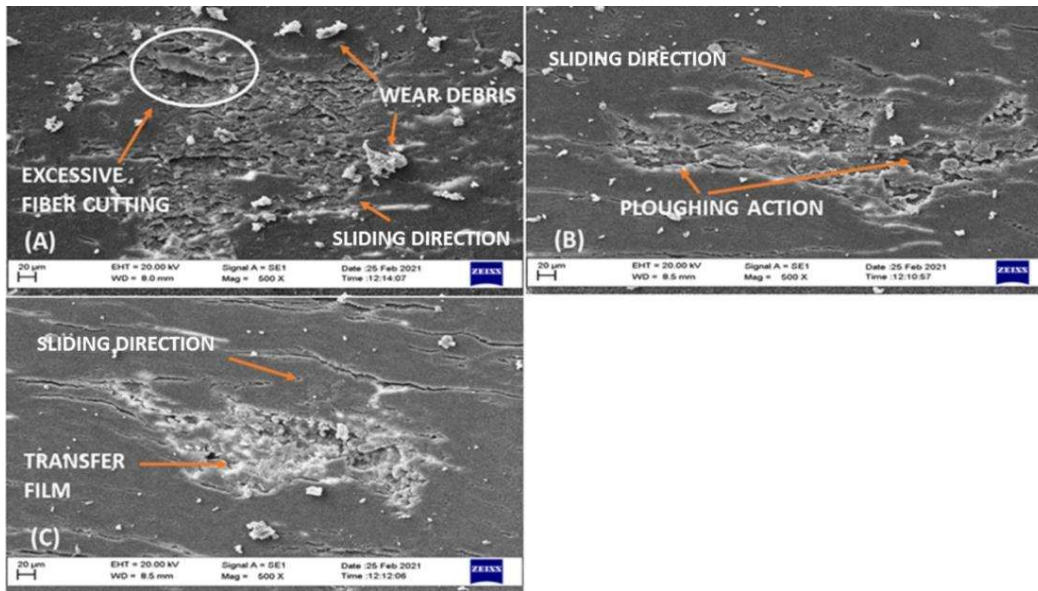 WEAR DEBRIS
EXCESSIVE
FIBER CUTTING
SLIDING DIRECTION
(A)
20 µm
EHT = 20.00 kV
Signal A = SE1
Date :25 Feb 2021
WD = 8.0 mm
Mag = 500 X
Time :12:14:07
ZEISS
SLIDING DIRECTION
PLOUGHING ACTION
(B)
20 µm
EHT = 20.00 kV
Signal A = SE1
Date :25 Feb 2021
WD = 8.5 mm
Mag = 500 X
Time :12:10:57
ZEISS
SLIDING DIRECTION
TRANSFER
FILM
(C)
20 µm
EHT = 20.00 kV
Signal A = SE1
Date :25 Feb 2021
WD = 8.5 mm
Mag = 500 X
Time :12:12:06
ZEISS